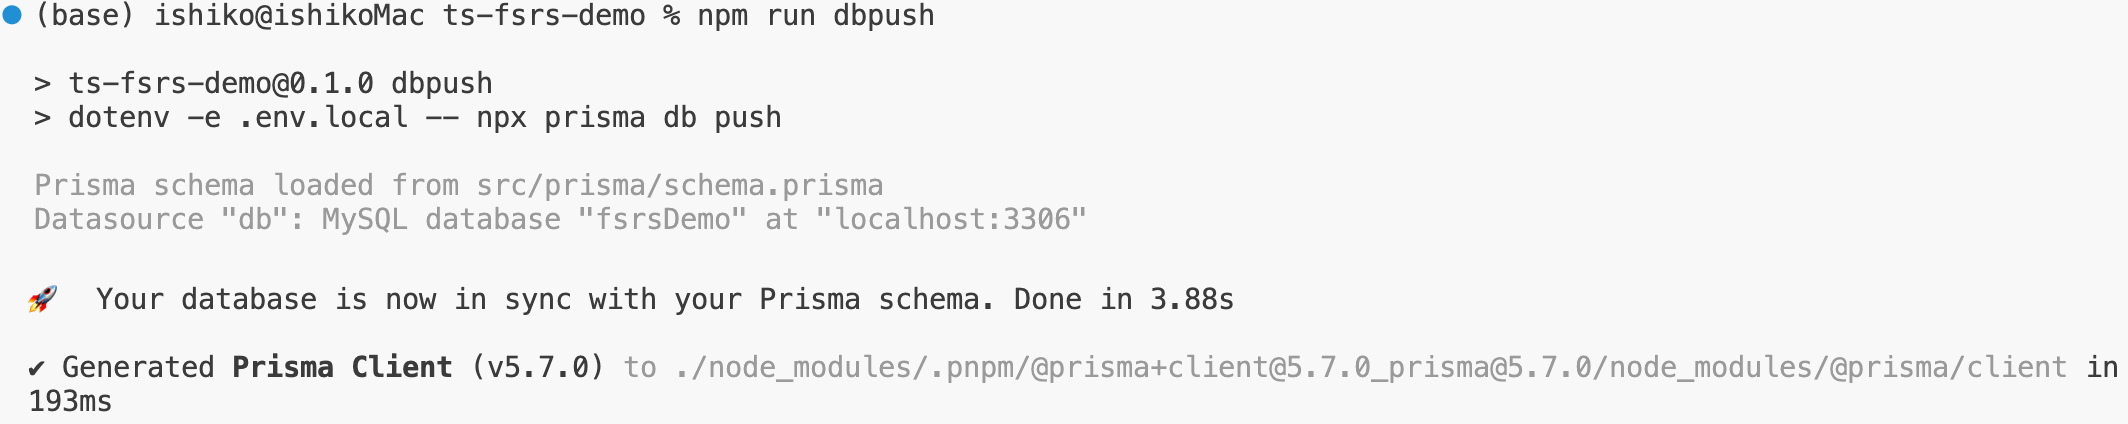 (base) ishiko@ishikoMac ts-fsrs-demo % npm run dbpush
> ts-fsrs-demo@0.1.0 dbpush
> dotenv -e .env.local -- npx prisma db push
Prisma schema loaded from src/prisma/schema.prisma
Datasource "db": MySQL database "fsrsDemo" at "localhost:3306"
🚀  Your database is now in sync with your Prisma schema. Done in 3.88s
✔ Generated Prisma Client (v5.7.0) to ./node_modules/.pnpm/@prisma+client@5.7.0_prisma@5.7.0/node_modules/@prisma/client in
193ms